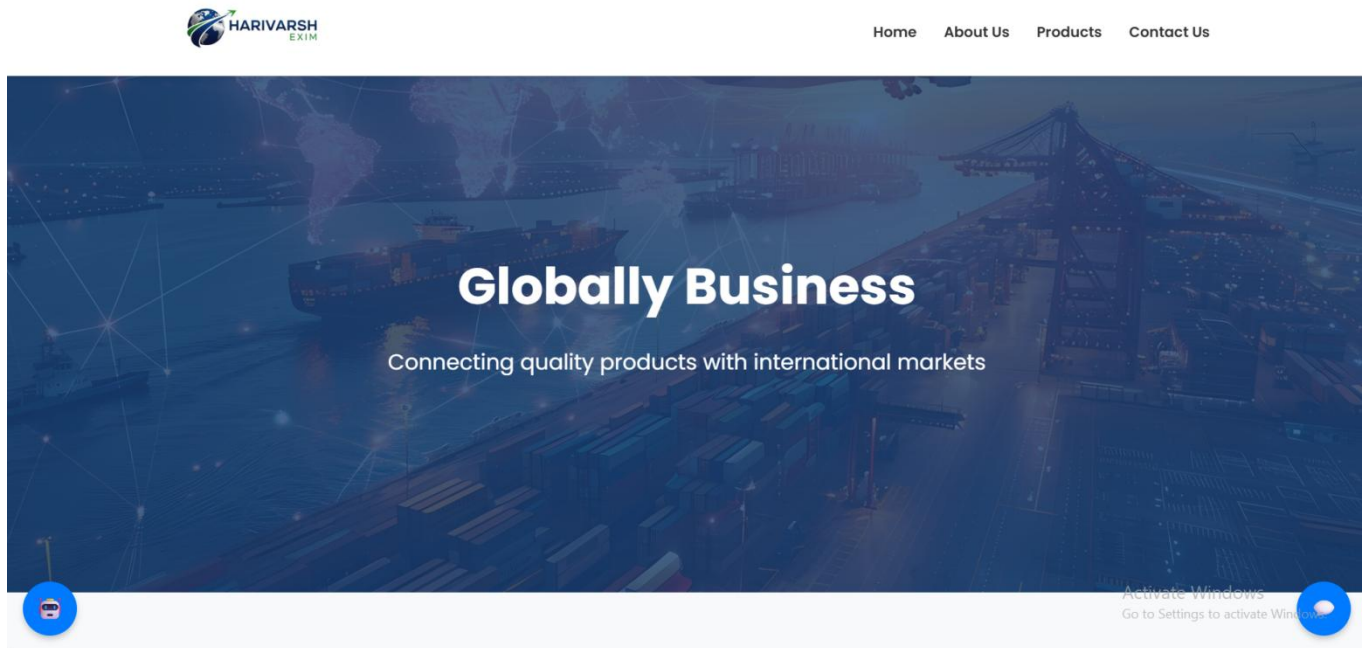 HARIVARSH
EXIM
Home About Us Products Contact Us
Globally Business
Connecting quality products with international markets
Activate Windows
Go to Settings to activate Windows.